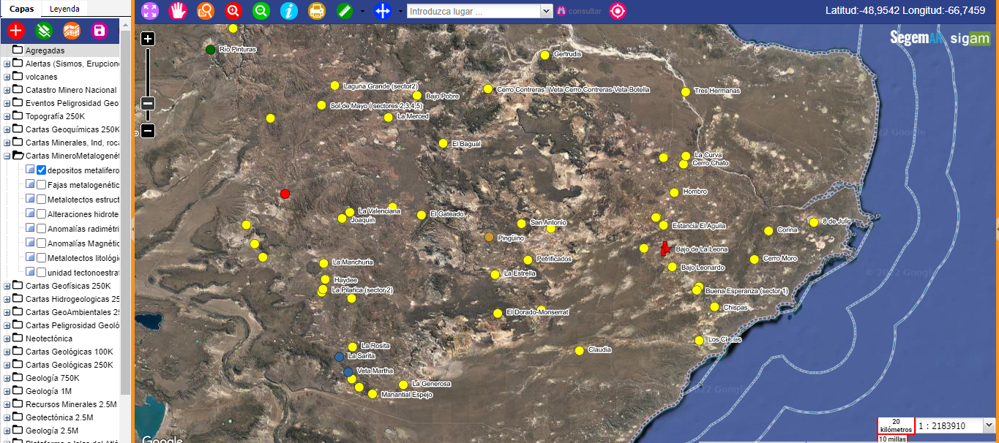 Capas
Leyenda
Introduzca lugar ...
consultar
Latitud:-48,9542 Longitud:-66,7459
SegemAR sigam
Agregadas
Alertas (Sismos, Erupcion
volcanes
Catastro Minero Nacional
Eventos Peligrosidad Geo
Topografía 250K
Cartas Geoquímicas 250K
Cartas Minerales, Ind, roca
Cartas MineroMetalogené
depositos metalifero
Fajas metalogenétic
Metalotectos estruct
Alteraciones hidrote
Anomalías radimétri
Anomalías Magnétic
Metalotectos litológi
unidad tectonoestrat
Cartas Geofísicas 250K
Cartas Hidrogeologicas 25
Cartas GeoAmbientales 25
Cartas Peligrosidad Geoló
Neotectónica
Cartas Geológicas 100K
Cartas Geológicas 250K
Geología 750K
Geología 1M
Recursos Minerales 2.5M
Geotectónica 2.5M
Geología 2.5M
Plataforma e Islas del Atlá
Rio Pinturas
Gertrudis
Laguna Grande (sector2)
Bajo Pobre
Cerro Contreras | Veta Cerro Contreras-Veta Botella
Tres Hermanas
Sol de Mayo ((sectores 2,3,4,5)
La Merced
El Bagual
La Curva
Cerro Chato
Hombro
La Valenciana
Joaquin
El Gateado
San Antonio
Estancia El Aguila
Corina
8 de Julio
Pingüino
Bajo de La Leona
La Manchuria
Petrificados
Cerro Moro
Bajo Leonardo
La Estrella
Haydee
La Pilarica (sector 2)
Buena Esperanza (sector 1)
El Dorado-Monserrat
Chispas
La Rosita
Los Cisnes
La Sarita
Claudia
Veta Martha
La Generosa
Manantial Espejo
2022 Google
© 2022 Google
2022 Google
Google
20
kilómetros
10 millas
1 : 2183910